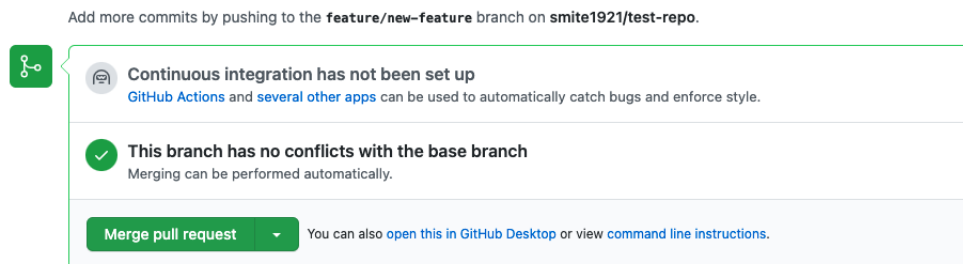 Add more commits by pushing to the feature/new-feature branch on smite1921/test-repo.
Continuous integration has not been set up
GitHub Actions and several other apps can be used to automatically catch bugs and enforce style.
This branch has no conflicts with the base branch
Merging can be performed automatically.
Merge pull request You can also open this in GitHub Desktop or view command line instructions.